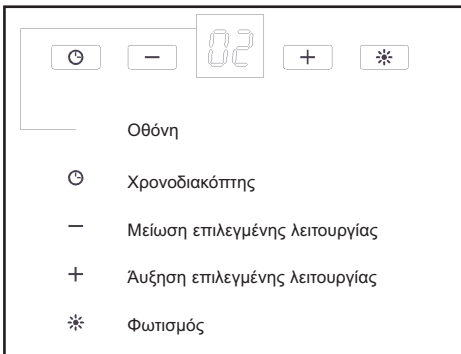 02
Οθόνη
Χρονοδιακόπτης
Μείωση επιλεγμένης λειτουργίας
Άυξηση επιλεγμένης λειτουργίας
Φωτισμός